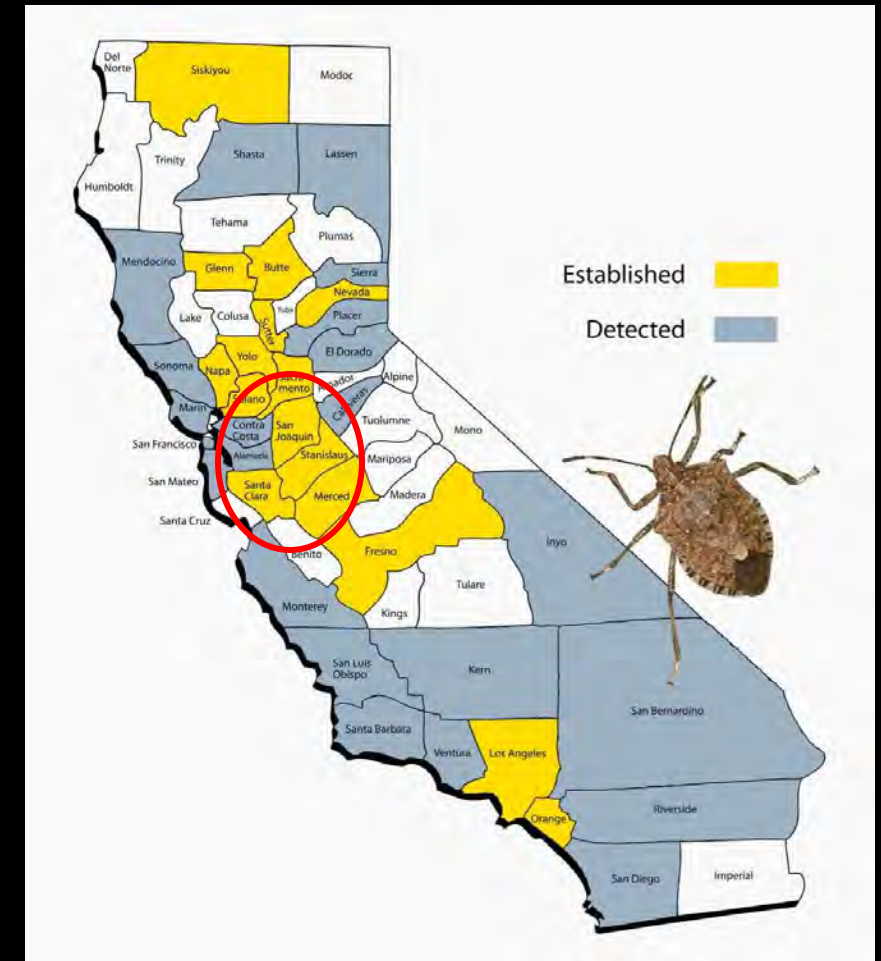 Del
Norte
Siskiyou
Modoc
Trinity
Shasta
Lassen
Humboldt
Tehama
Plumas
Mendocino
Glenn
Butte
Sierra
Nevada
Established
Lake
Colusa
Yuba
Sutter
Placer
Detected
Yolo
El Dorado
Sonoma
Napa
Sacra-
mento
Alpine
Solano
Calaveras
Marin
Contra
Costa
San
Joaquin
Tuolumne
Mono
San Francisco
Alameda
Stanislaus
Mariposa
San Mateo
Santa
Clara
Merced
Madera
Santa Cruz
Benito
Fresno
Inyo
Tulare
Monterey
Kings
San Luis
Obispo
Kern
San Bernardino
Santa Barbara
Ventura
Los Angeles
Orange
Riverside
San Diego
Imperial